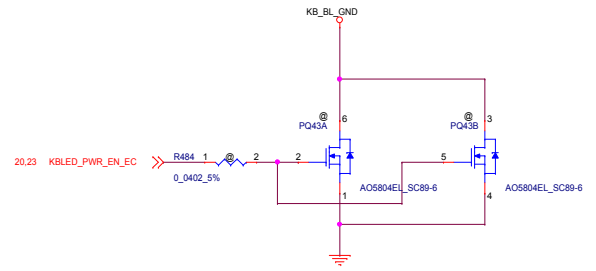 KB_BL_GND
@
PQ43A
6
@
PQ43B
3
20,23 KBLED_PWR_EN_EC
R484
1
@
2
2
5
0_0402_5%
1
AO5804EL_SC89-6
AO5804EL_SC89-6
4